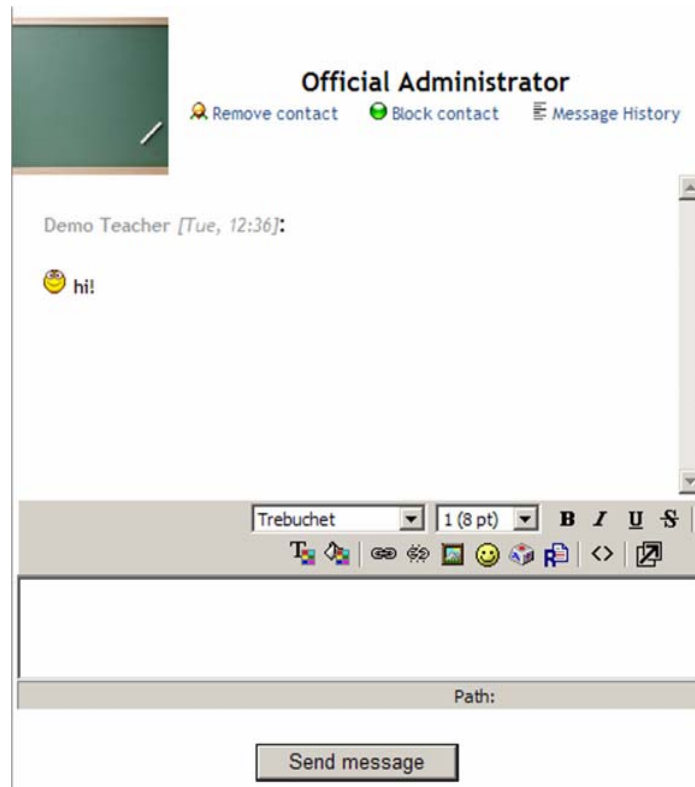 Official Administrator
Remove contact Block contact Message History
Demo Teacher [Tue, 12:36]:
hi!
Trebuchet 1 (8 pt) B I U S
Path:
Send message